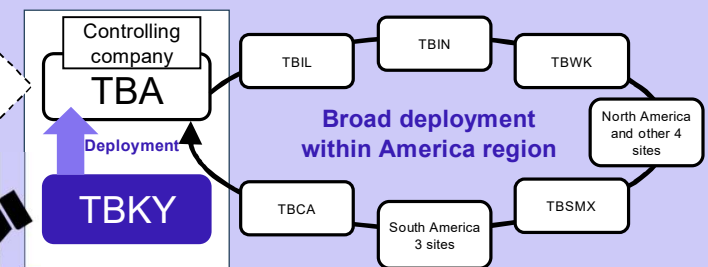 Controlling
company
TBA
Deployment
TBKY
TBIL
TBIN
TBWK
North America
and other 4
sites
TBSMX
South America
3 sites
TBCA
Broad deployment
within America region